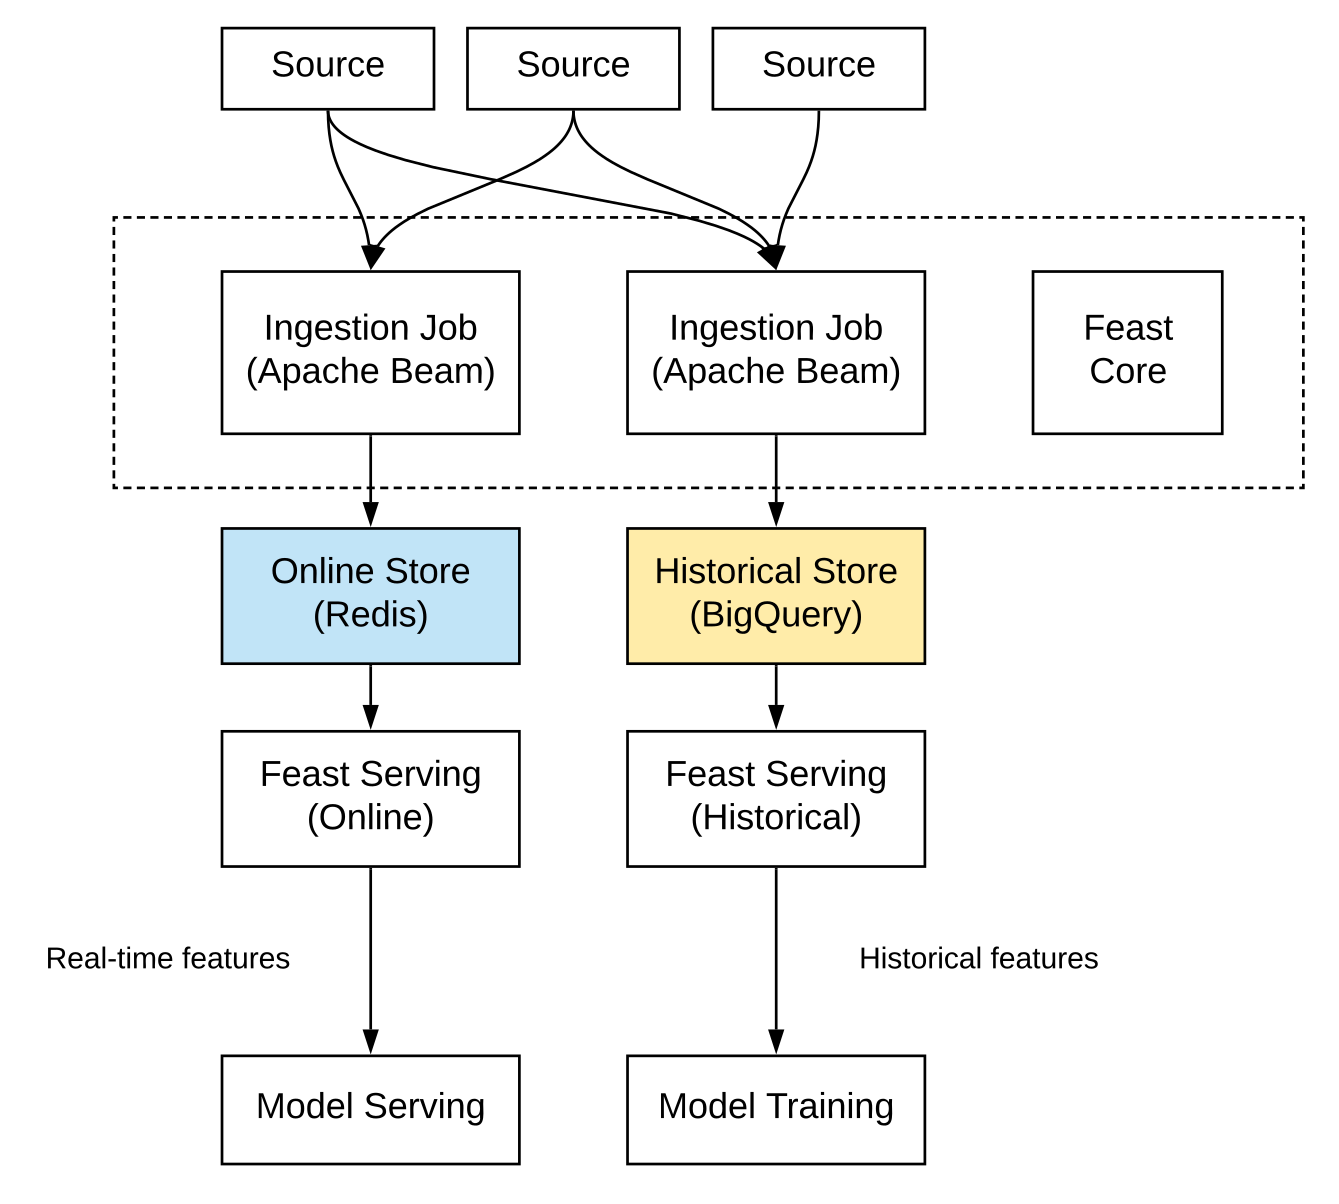 Source
Source
Source
Ingestion Job
(Apache Beam)
Ingestion Job
(Apache Beam)
Feast
Core
Online Store
(Redis)
Historical Store
(BigQuery)
Feast Serving
(Online)
Feast Serving
(Historical)
Real-time features
Historical features
Model Serving
Model Training